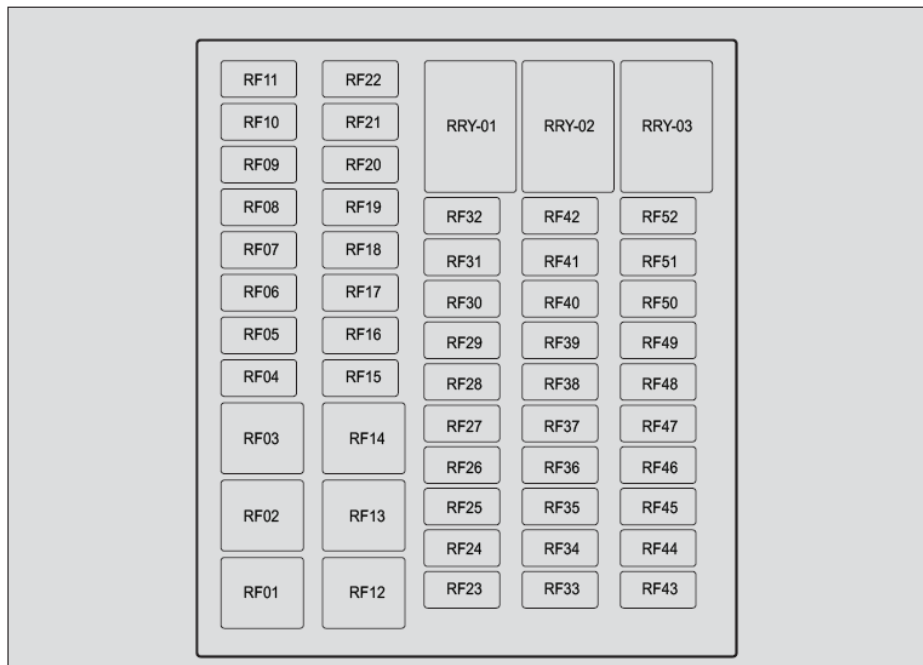 RF11 RF22
RRY-01 RRY-02 RRY-03
RF10 RF21
RF09 RF20
RF08 RF19
RF32 RF42 RF52
RF07 RF18
RF31 RF41 RF51
RF06 RF17
RF30 RF40 RF50
RF05 RF16
RF29 RF39 RF49
RF04 RF15
RF28 RF38 RF48
RF03 RF14
RF27 RF37 RF47
RF26 RF36 RF46
RF02 RF13
RF25 RF35 RF45
RF24 RF34 RF44
RF01 RF12
RF23 RF33 RF43